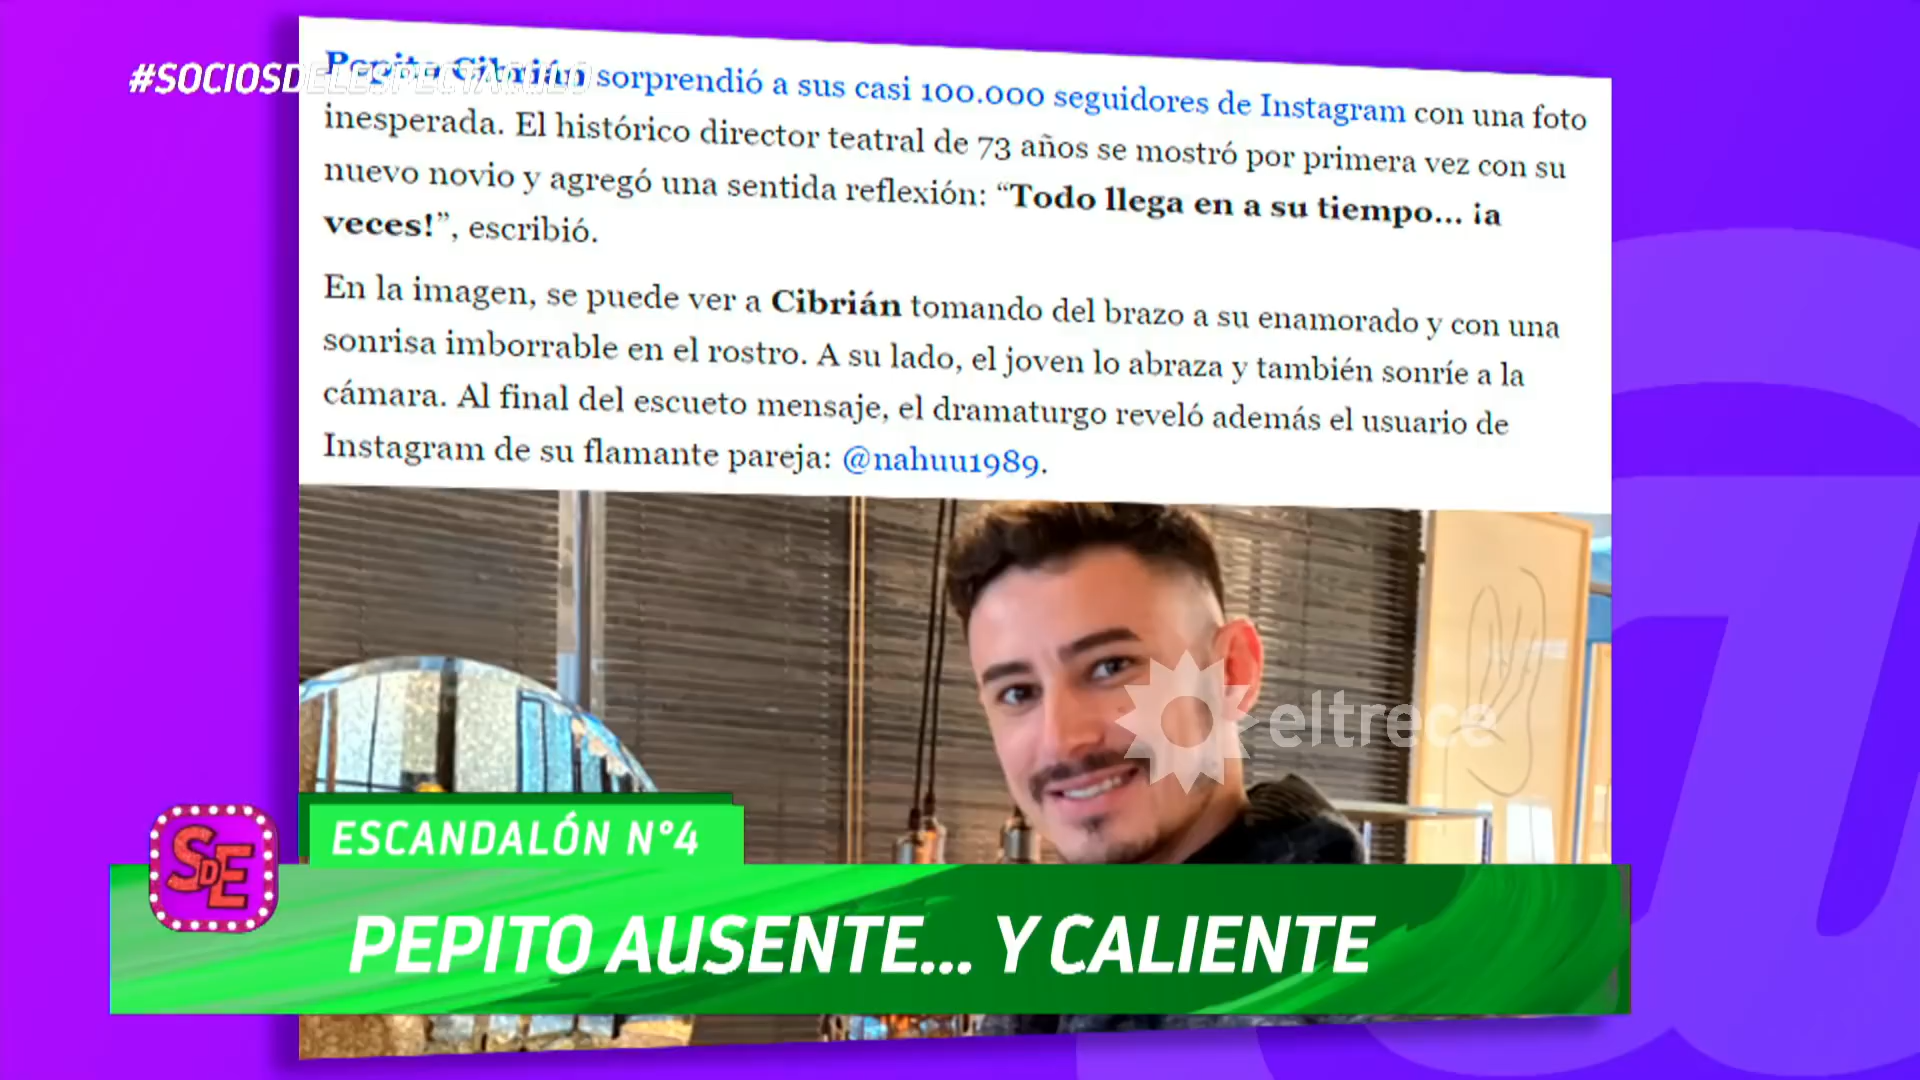 #SOCIOSDELESPECTACULO
Pepito Cibrián sorprendió a sus casi 100.000 seguidores de Instagram con una foto
inesperada. El histórico director teatral de 73 años se mostró por primera vez con su
nuevo novio y agregó una sentida reflexión: “Todo llega en a su tiempo... ¡a
veces!”, escribió.
En la imagen, se puede ver a Cibrián tomando del brazo a su enamorado y con una
sonrisa imborrable en el rostro. A su lado, el joven lo abraza y también sonríe a la
cámara. Al final del escueto mensaje, el dramaturgo reveló además el usuario de
Instagram de su flamante pareja: @nahuu1989.
eltrece
SDE
ESCANDALÓN N°4
PEPITO AUSENTE... Y CALIENTE